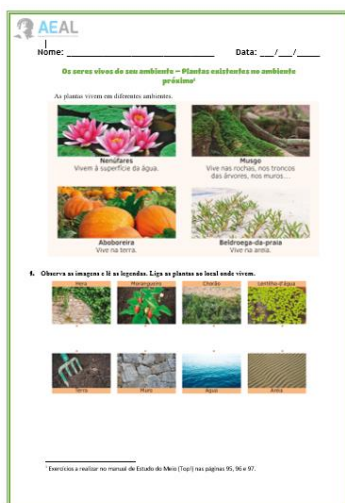 AEAL
Nome: ________________________________ Data: ___/___/_____
Os seres vivos do seu ambiente – Plantas existentes no ambiente
próximo¹
As plantas vivem em diferentes ambientes.
Nenúfares
Vivem à superfície da água.
Musgo
Vive nas rochas, nos troncos
das árvores, nos muros...
Aboboreira
Vive na terra.
Beldroega-da-praia
Vive na areia.
1. Observa as imagens e lê as legendas. Liga as plantas ao local onde vivem.
Hera
Morangueiro
Chorão
Lentilha-d'água
Terra
Muro
Água
Areia
¹ Exercícios a realizar no manual de Estudo do Meio (Top!) nas páginas 95, 96 e 97.